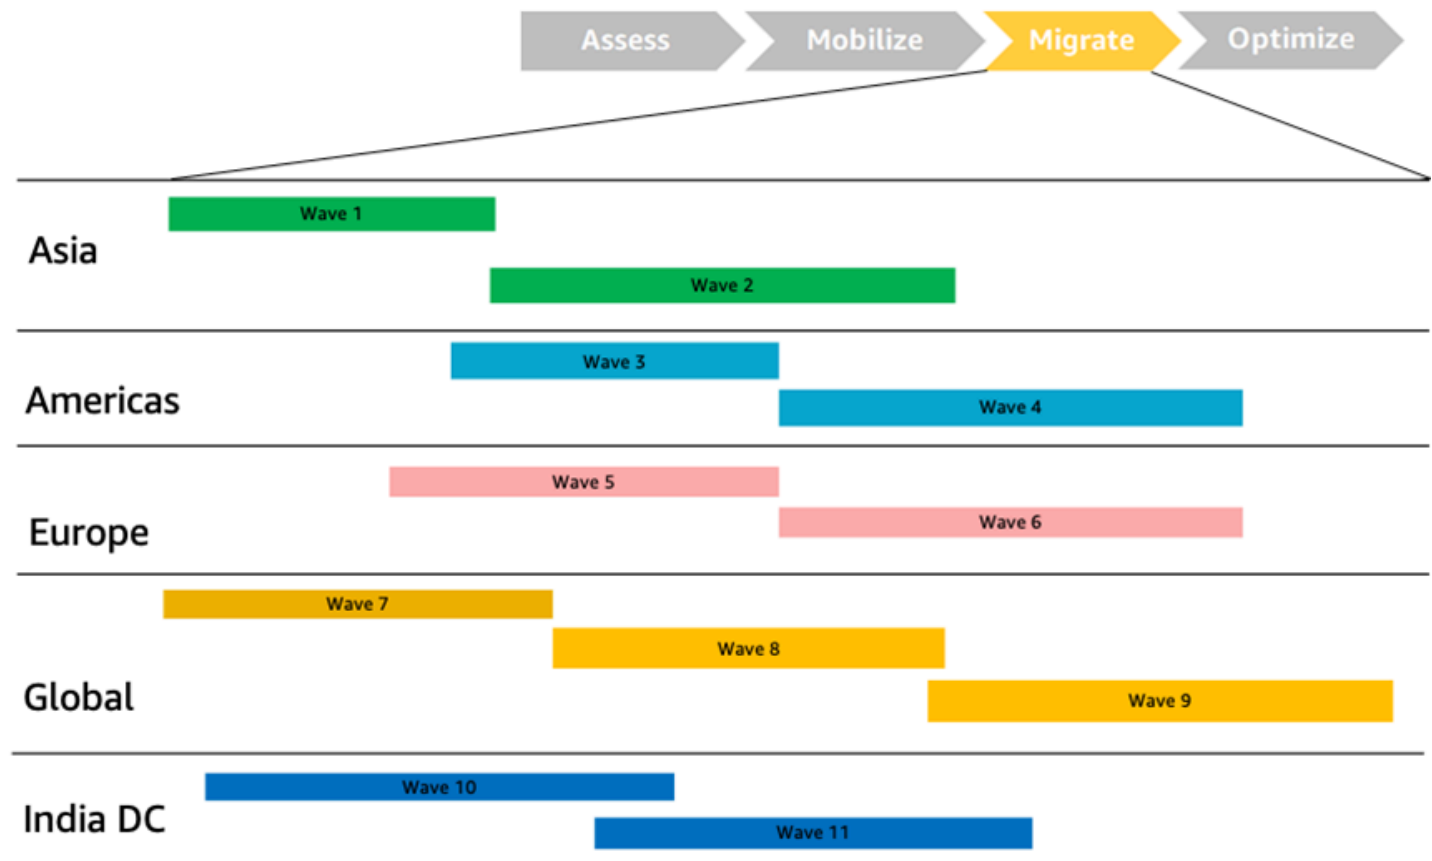 Assess
Mobilize
Migrate
Optimize
Asia
Wave 1
Wave 2
Americas
Wave 3
Wave 4
Europe
Wave 5
Wave 6
Global
Wave 7
Wave 8
Wave 9
India DC
Wave 10
Wave 11